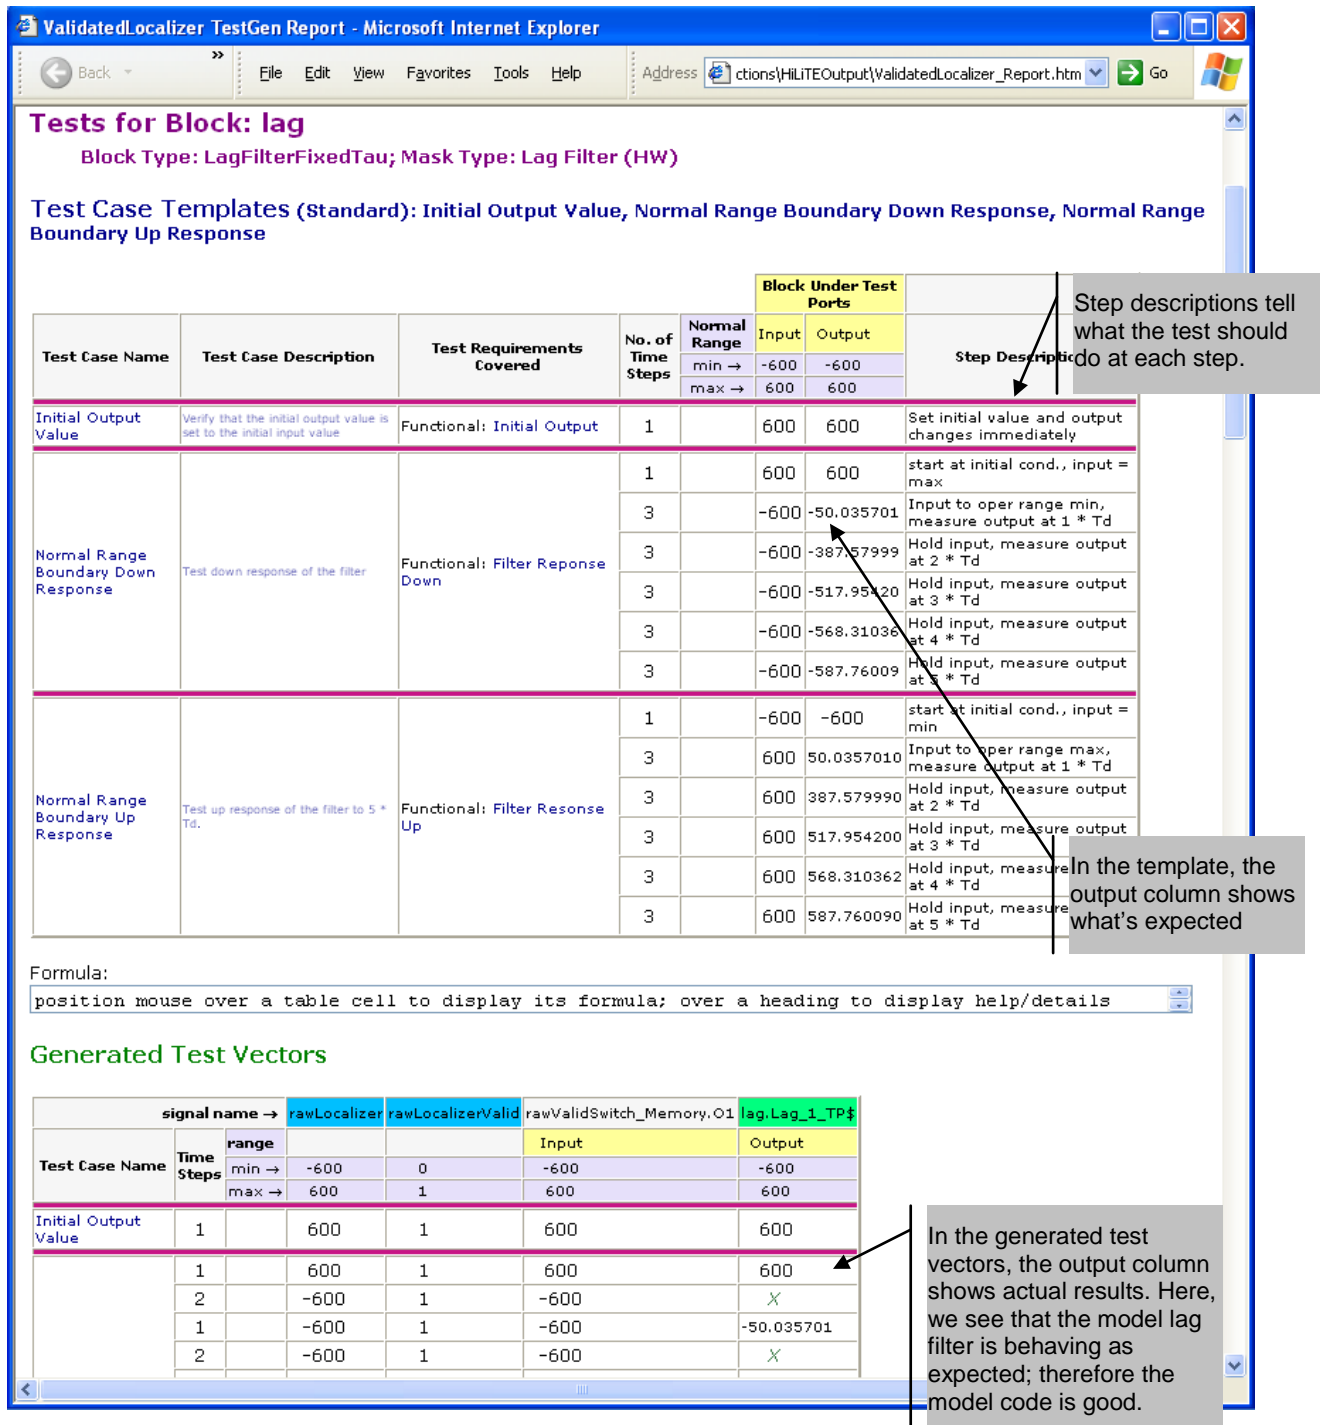 ValidatedLocalizer TestGen Report - Microsoft Internet Explorer
Back » File Edit View Favorites Tools Help Address ctions\HiLiTEOutput\ValidatedLocalizer_Report.htm Go
Tests for Block: lag
Block Type: LagFilterFixedTau; Mask Type: Lag Filter (HW)
Test Case Templates (Standard): Initial Output Value, Normal Range Boundary Down Response, Normal Range
Boundary Up Response
Block Under Test
Ports
Test Case Name Test Case Description Test Requirements
Covered No. of
Time
Steps Normal
Range Input Output
min → -600 -600
max → 600 600
Step Descriptio
Initial Output
Value Verify that the initial output value is
set to the initial input value Functional: Initial Output 1 600 600 Set initial value and output
changes immediately
Normal Range
Boundary Down
Response
Test down response of the filter
Functional: Filter Reponse
Down
1 600 600 start at initial cond., input =
max
3 -600 -50.035701 Input to oper range min,
measure output at 1 * Td
3 -600 -387.57999 Hold input, measure output
at 2 * Td
3 -600 -517.95420 Hold input, measure output
at 3 * Td
3 -600 -568.31036 Hold input, measure output
at 4 * Td
3 -600 -587.76009 Hold input, measure output
at 5 * Td
Normal Range
Boundary Up
Response
Test up response of the filter to 5 *
Td.
Functional: Filter Resonse
Up
1 -600 -600 start at initial cond., input =
min
3 600 50.0357010 Input to oper range max,
measure output at 1 * Td
3 600 387.579990 Hold input, measure output
at 2 * Td
3 600 517.954200 Hold input, measure output
at 3 * Td
3 600 568.310362 Hold input, measure
at 4 * Td
3 600 587.760090 Hold input, measure
at 5 * Td
Step descriptions tell
what the test should
do at each step.
In the template, the
output column shows
what's expected
Formula:
position mouse over a table cell to display its formula; over a heading to display help/details
Generated Test Vectors
signal name → rawLocalizer rawLocalizerValid rawValidSwitch_Memory.O1 lag.Lag_1_TP$
Test Case Name Time
Steps range Input Output
min → -600 0 -600 -600
max → 600 1 600 600
Initial Output
Value 1 600 1 600 600
1 600 1 600 600
2 -600 1 -600 X
1 -600 1 -600 -50.035701
2 -600 1 -600 X
In the generated test
vectors, the output column
shows actual results. Here,
we see that the model lag
filter is behaving as
expected; therefore the
model code is good.